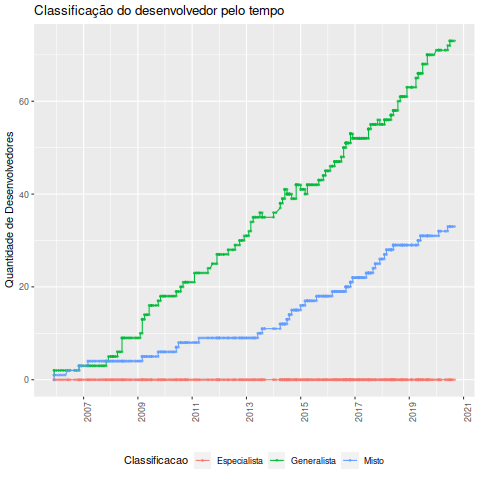 Classificação do desenvolvedor pelo tempo
Quantidade de Desenvolvedores
60
40
20
0
2007
2009
2011
2013
2015
2017
2019
2021
Classificacao
Especialista
Generalista
Misto